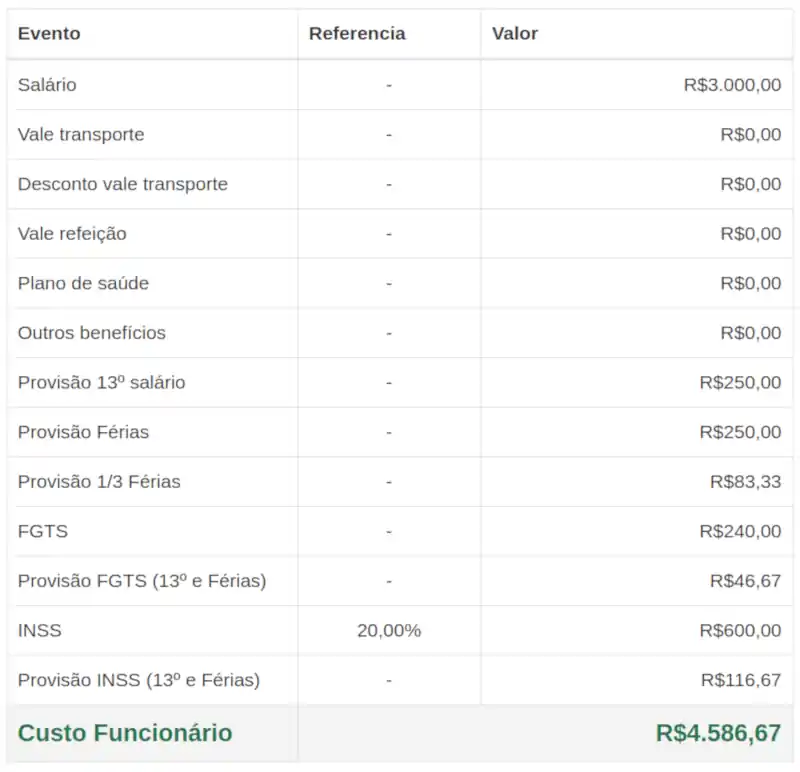 Evento Referencia Valor
Salário - R$3.000,00
Vale transporte - R$0,00
Desconto vale transporte - R$0,00
Vale refeição - R$0,00
Plano de saúde - R$0,00
Outros benefícios - R$0,00
Provisão 13º salário - R$250,00
Provisão Férias - R$250,00
Provisão 1/3 Férias - R$83,33
FGTS - R$240,00
Provisão FGTS (13º e Férias) - R$46,67
INSS 20,00% R$600,00
Provisão INSS (13º e Férias) - R$116,67
Custo Funcionário R$4.586,67